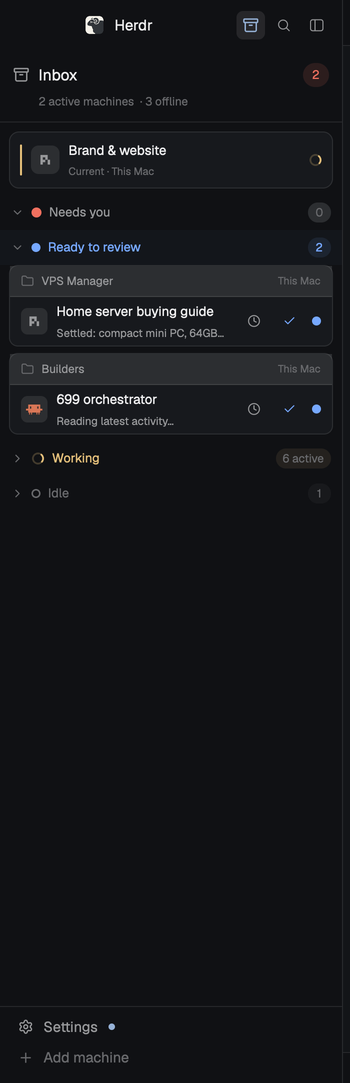 Herdr
Inbox
2
2 active machines · 3 offline
Brand & website
Current · This Mac
Needs you
0
Ready to review
2
VPS Manager
This Mac
Home server buying guide
Settled: compact mini PC, 64GB...
Builders
This Mac
699 orchestrator
Reading latest activity...
Working
6 active
Idle
1
Settings
Add machine